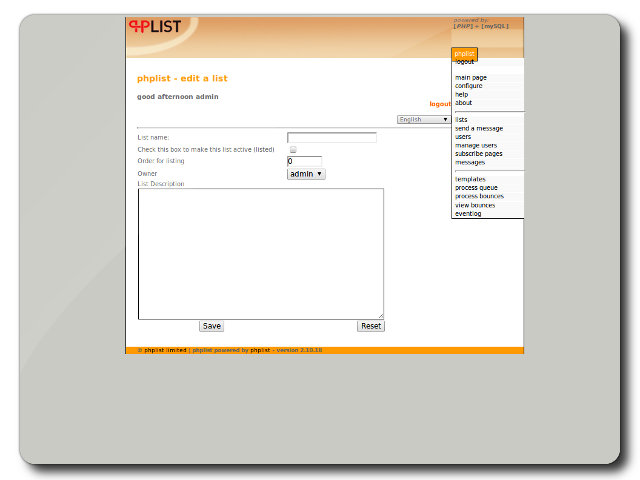 PHPLIST
powered by:
[PHP] + [mySQL]
phplist
logout
main page
configure
help
about
lists
send a message
users
manage users
subscribe pages
messages
templates
process queue
process bounces
view bounces
eventlog
phplist - edit a list
good afternoon admin
logout
English
List name:
Check this box to make this list active (listed)
Order for listing
0
Owner
admin
List Description
Save
Reset
© phplist limited | phplist powered by phplist - version 2.10.18